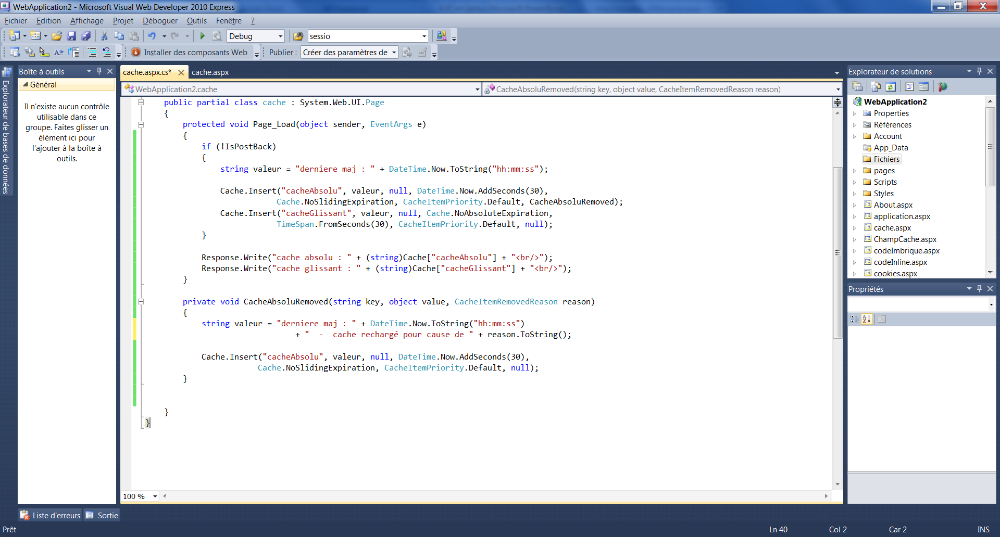 WebApplication2 - Microsoft Visual Web Developer 2010 Express
Fichier Edition Affichage Projet Déboguer Outils Fenêtre ?
Debug sessio
Installer des composants Web Publier : Créer des paramètres de
Explorateur de bases de données
Boîte à outils
Général
Il n'existe aucun contrôle
utilisable dans ce
groupe. Faites glisser un
élément ici pour
l'ajouter à la boîte à
outils.
cache.aspx.cs* cache.aspx
WebApplication2.cache CacheAbsoluRemoved(string key, object value, CacheItemRemovedReason reason)
public partial class cache : System.Web.UI.Page
{
protected void Page_Load(object sender, EventArgs e)
{
if (!IsPostBack)
{
string valeur = "derniere maj : " + DateTime.Now.ToString("hh:mm:ss");
Cache.Insert("cacheAbsolu", valeur, null, DateTime.Now.AddSeconds(30),
Cache.NoSlidingExpiration, CacheItemPriority.Default, CacheAbsoluRemoved);
Cache.Insert("cacheGlissant", valeur, null, Cache.NoAbsoluteExpiration,
TimeSpan.FromSeconds(30), CacheItemPriority.Default, null);
}
Response.Write("cache absolu : " + (string)Cache["cacheAbsolu"] + "<br/>");
Response.Write("cache glissant : " + (string)Cache["cacheGlissant"] + "<br/>");
}
private void CacheAbsoluRemoved(string key, object value, CacheItemRemovedReason reason)
{
string valeur = "derniere maj : " + DateTime.Now.ToString("hh:mm:ss")
+ "  -  cache rechargé pour cause de " + reason.ToString();
Cache.Insert("cacheAbsolu", valeur, null, DateTime.Now.AddSeconds(30),
Cache.NoSlidingExpiration, CacheItemPriority.Default, null);
}
}
}
100 %
Explorateur de solutions
WebApplication2
Properties
Références
Account
App_Data
Fichiers
pages
Scripts
Styles
About.aspx
application.aspx
cache.aspx
ChampCache.aspx
codeImbrique.aspx
codeInline.aspx
cookies.aspx
Propriétés
Liste d'erreurs Sortie
Prêt Ln 40 Col 2 Car 2 INS